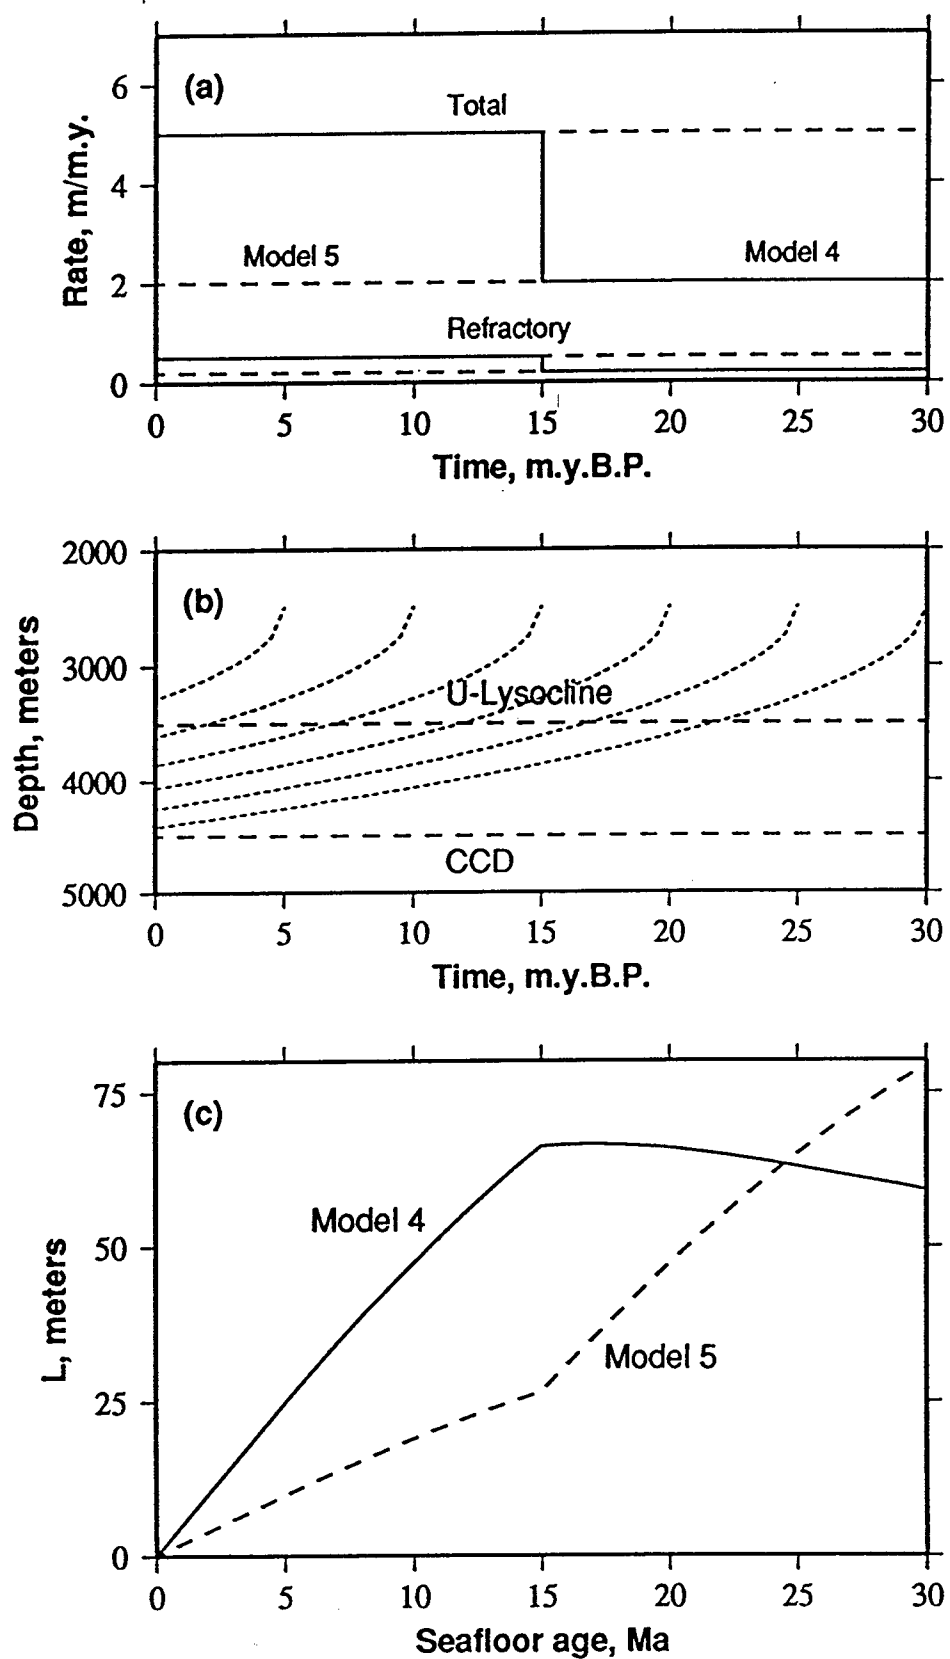 (a)
6
4
2
0
Rate, m/m.y.
Total
Model 5
Model 4
Refractory
0 5 10 15 20 25 30
Time, m.y.B.P.
(b)
2000
3000
4000
5000
Depth, meters
U-Lysocline
CCD
0 5 10 15 20 25 30
Time, m.y.B.P.
(c)
75
50
25
0
L, meters
Model 4
Model 5
0 5 10 15 20 25 30
Seafloor age, Ma